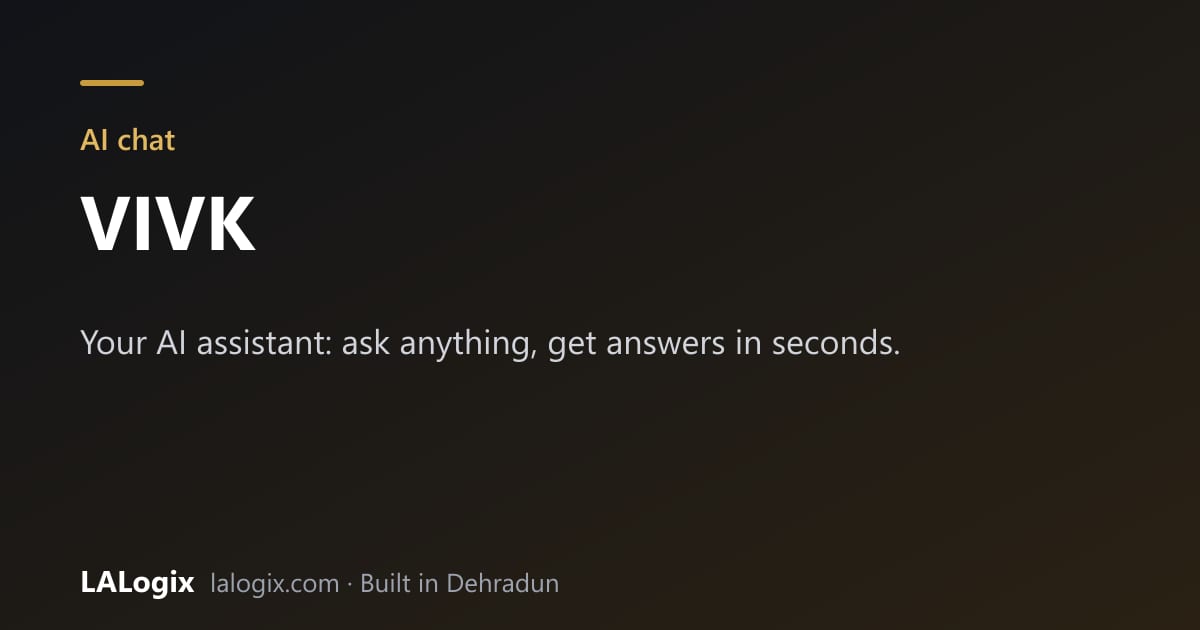 AI chat
VIVK
Your AI assistant: ask anything, get answers in seconds.
LALogix lalogix.com · Built in Dehradun